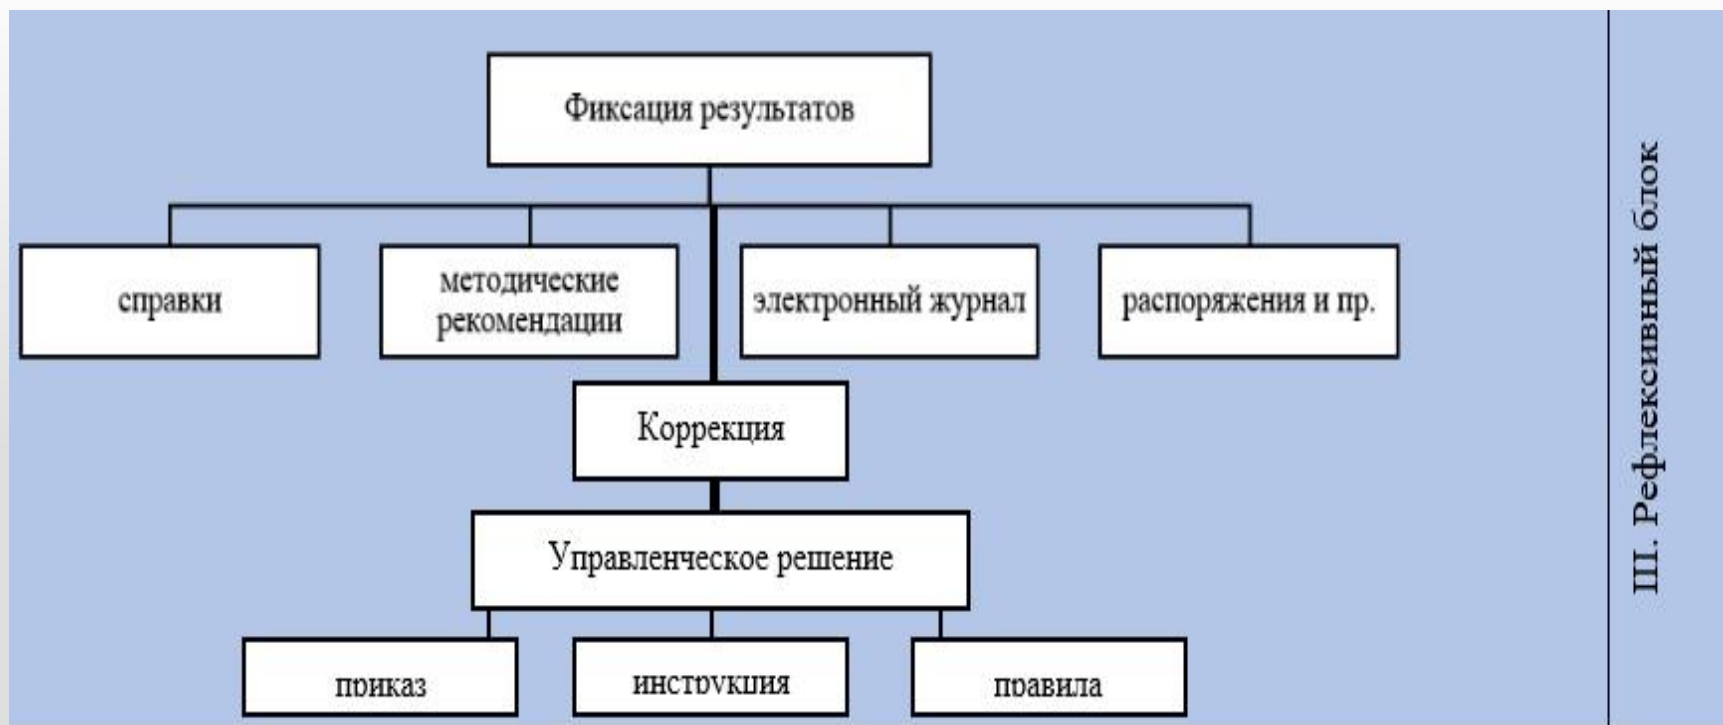 Фиксация результатов
справки
методические
рекомендации
электронный журнал
распоряжения и пр.
Коррекция
Управленческое решение
приказ
инструкция
правила
III. Рефлексивный блок